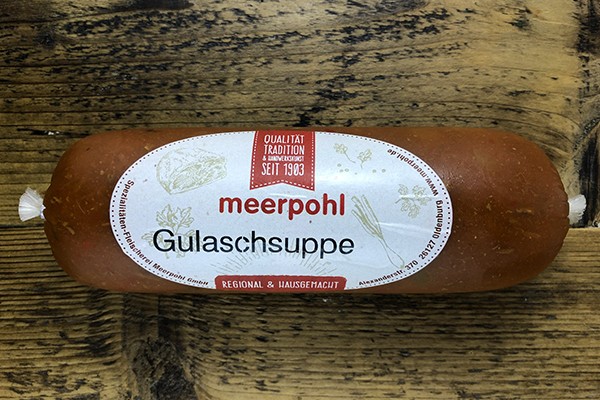 QUALITÄT
TRADITION
& HANDWERKSKUNST
SEIT 1903
meerpohl
Gulaschsuppe
REGIONAL & HAUSGEMACHT
Spezialitäten-Fleischerei Meerpohl GmbH
Alexanderstr. 370 26127 Oldenburg www.meerpohl.de